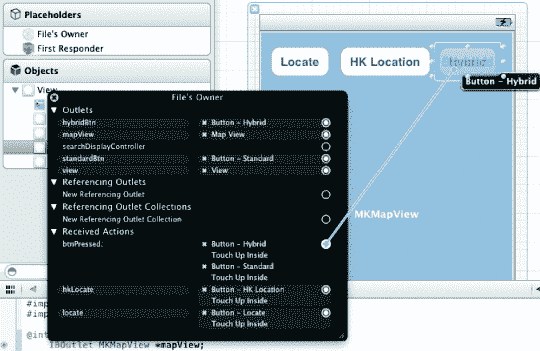 Placeholders
File's Owner
First Responder
Objects
View
Locate
HK Location
Hybrid
Button - Hybrid
File's Owner
Outlets
hybridBtn Button - Hybrid
mapView Map View
searchDisplayController
standardBtn Button - Standard
view View
Referencing Outlets
New Referencing Outlet
Referencing Outlet Collections
New Referencing Outlet Collection
Received Actions
btnPressed: Button - Hybrid
Touch Up Inside
Button - Standard
Touch Up Inside
hkLocate Button - HK Location
Touch Up Inside
locate Button - Locate
Touch Up Inside
MKMapView
#imp
#imp
@int
IBOutlet MKMapView *mapView;